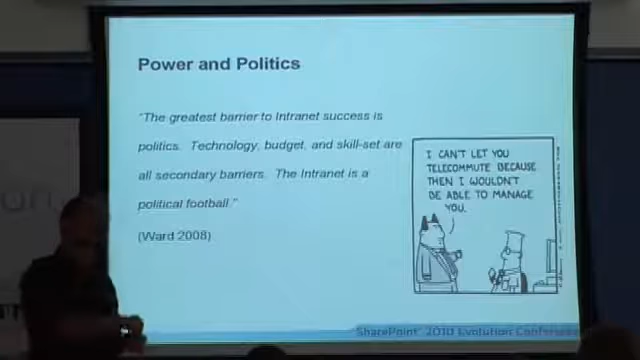 Power and Politics
"The greatest barrier to Intranet success is
politics. Technology, budget, and skill-set are
all secondary barriers. The Intranet is a
political football."
(Ward 2008)
I CAN'T LET YOU
TELECOMMUTE BECAUSE
THEN I WOULDN'T
BE ABLE TO MANAGE
YOU.
"SharePoint" 2010 Evolution Conference